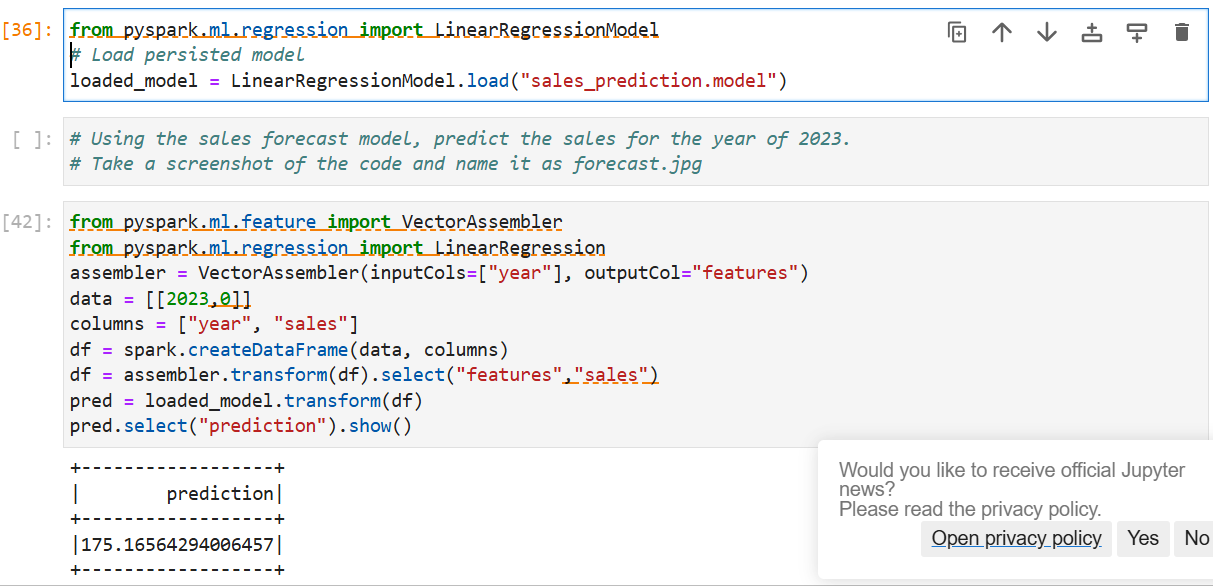 [36]: from pyspark.ml.regression import LinearRegressionModel
# Load persisted model
loaded_model = LinearRegressionModel.load("sales_prediction.model")
[ ]: # Using the sales forecast model, predict the sales for the year of 2023.
# Take a screenshot of the code and name it as forecast.jpg
[42]: from pyspark.ml.feature import VectorAssembler
from pyspark.ml.regression import LinearRegression
assembler = VectorAssembler(inputCols=["year"], outputCol="features")
data = [[2023,0]]
columns = ["year", "sales"]
df = spark.createDataFrame(data, columns)
df = assembler.transform(df).select("features","sales")
pred = loaded_model.transform(df)
pred.select("prediction").show()
+------------------+
|        prediction|
+------------------+
|175.16564294006457|
+------------------+
Would you like to receive official Jupyter
news?
Please read the privacy policy.
Open privacy policy Yes No